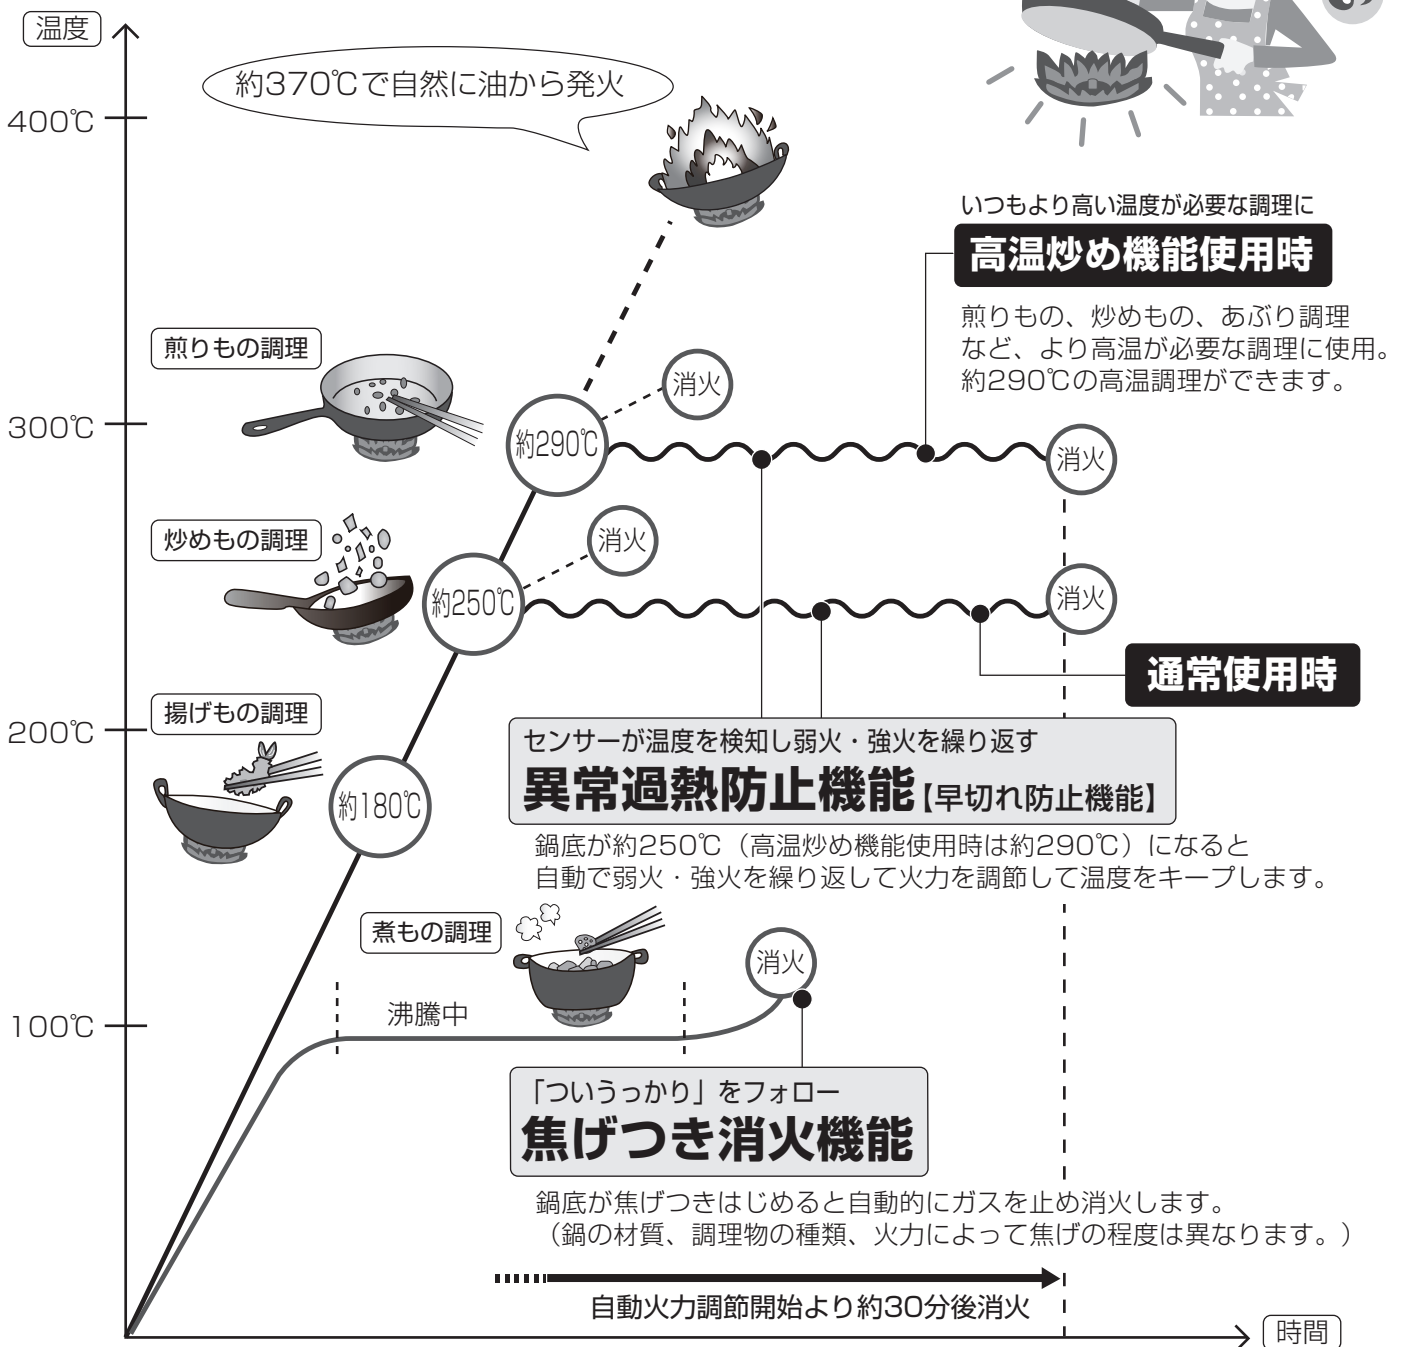 温度
約370℃で自然に油から発火
400℃
いつもより高い温度が必要な調理に
高温炒め機能使用時
煎りもの、炒めもの、あぶり調理
など、より高温が必要な調理に使用。
約290℃の高温調理ができます。
煎りもの調理
消火
300℃
約290℃
消火
炒めもの調理
消火
約250℃
消火
通常使用時
揚げもの調理
200℃
約180℃
センサーが温度を検知し弱火・強火を繰り返す
異常過熱防止機能【早切れ防止機能】
鍋底が約250℃（高温炒め機能使用時は約290℃）になると
自動で弱火・強火を繰り返して火力を調節して温度をキープします。
煮もの調理
消火
沸騰中
100℃
「ついうっかり」をフォロー
焦げつき消火機能
鍋底が焦げつきはじめると自動的にガスを止め消火します。
（鍋の材質、調理物の種類、火力によって焦げの程度は異なります。）
自動火力調節開始より約30分後消火
時間